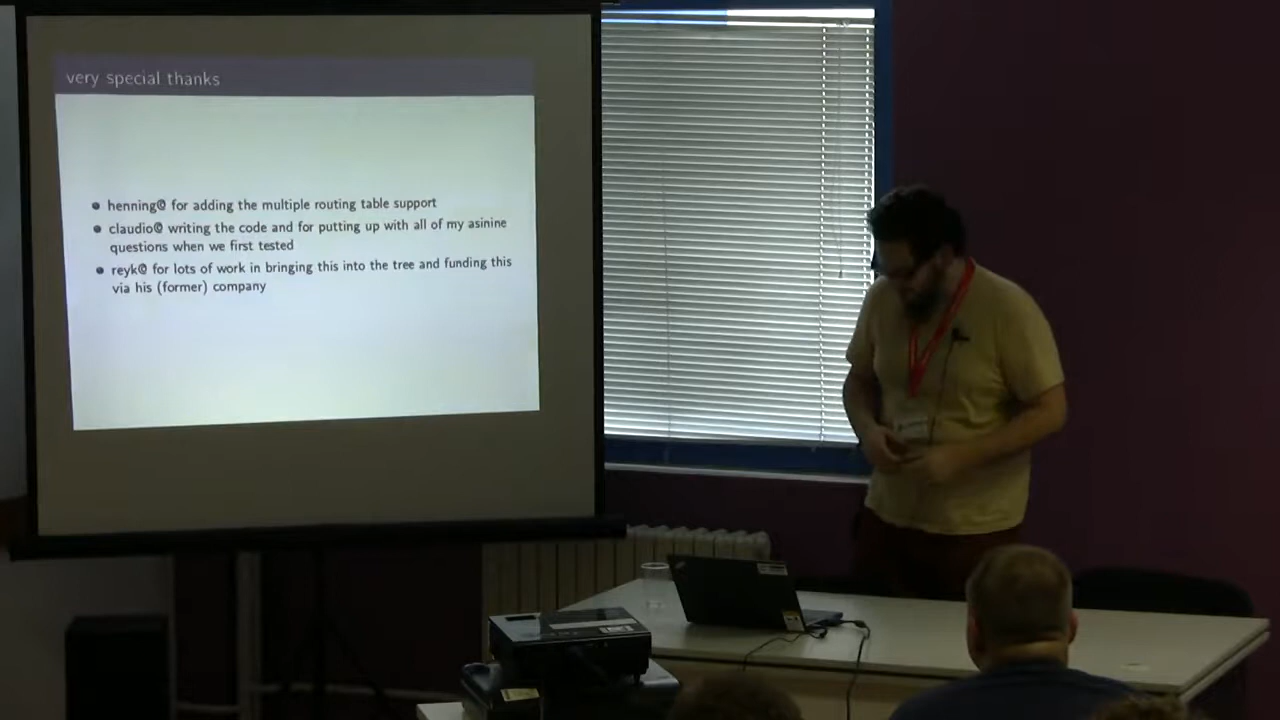 very special thanks
henning@ for adding the multiple routing table support
claudio@ writing the code and for putting up with all of my asinine
questions when we first tested
reyk@ for lots of work in bringing this into the tree and funding this
via his (former) company